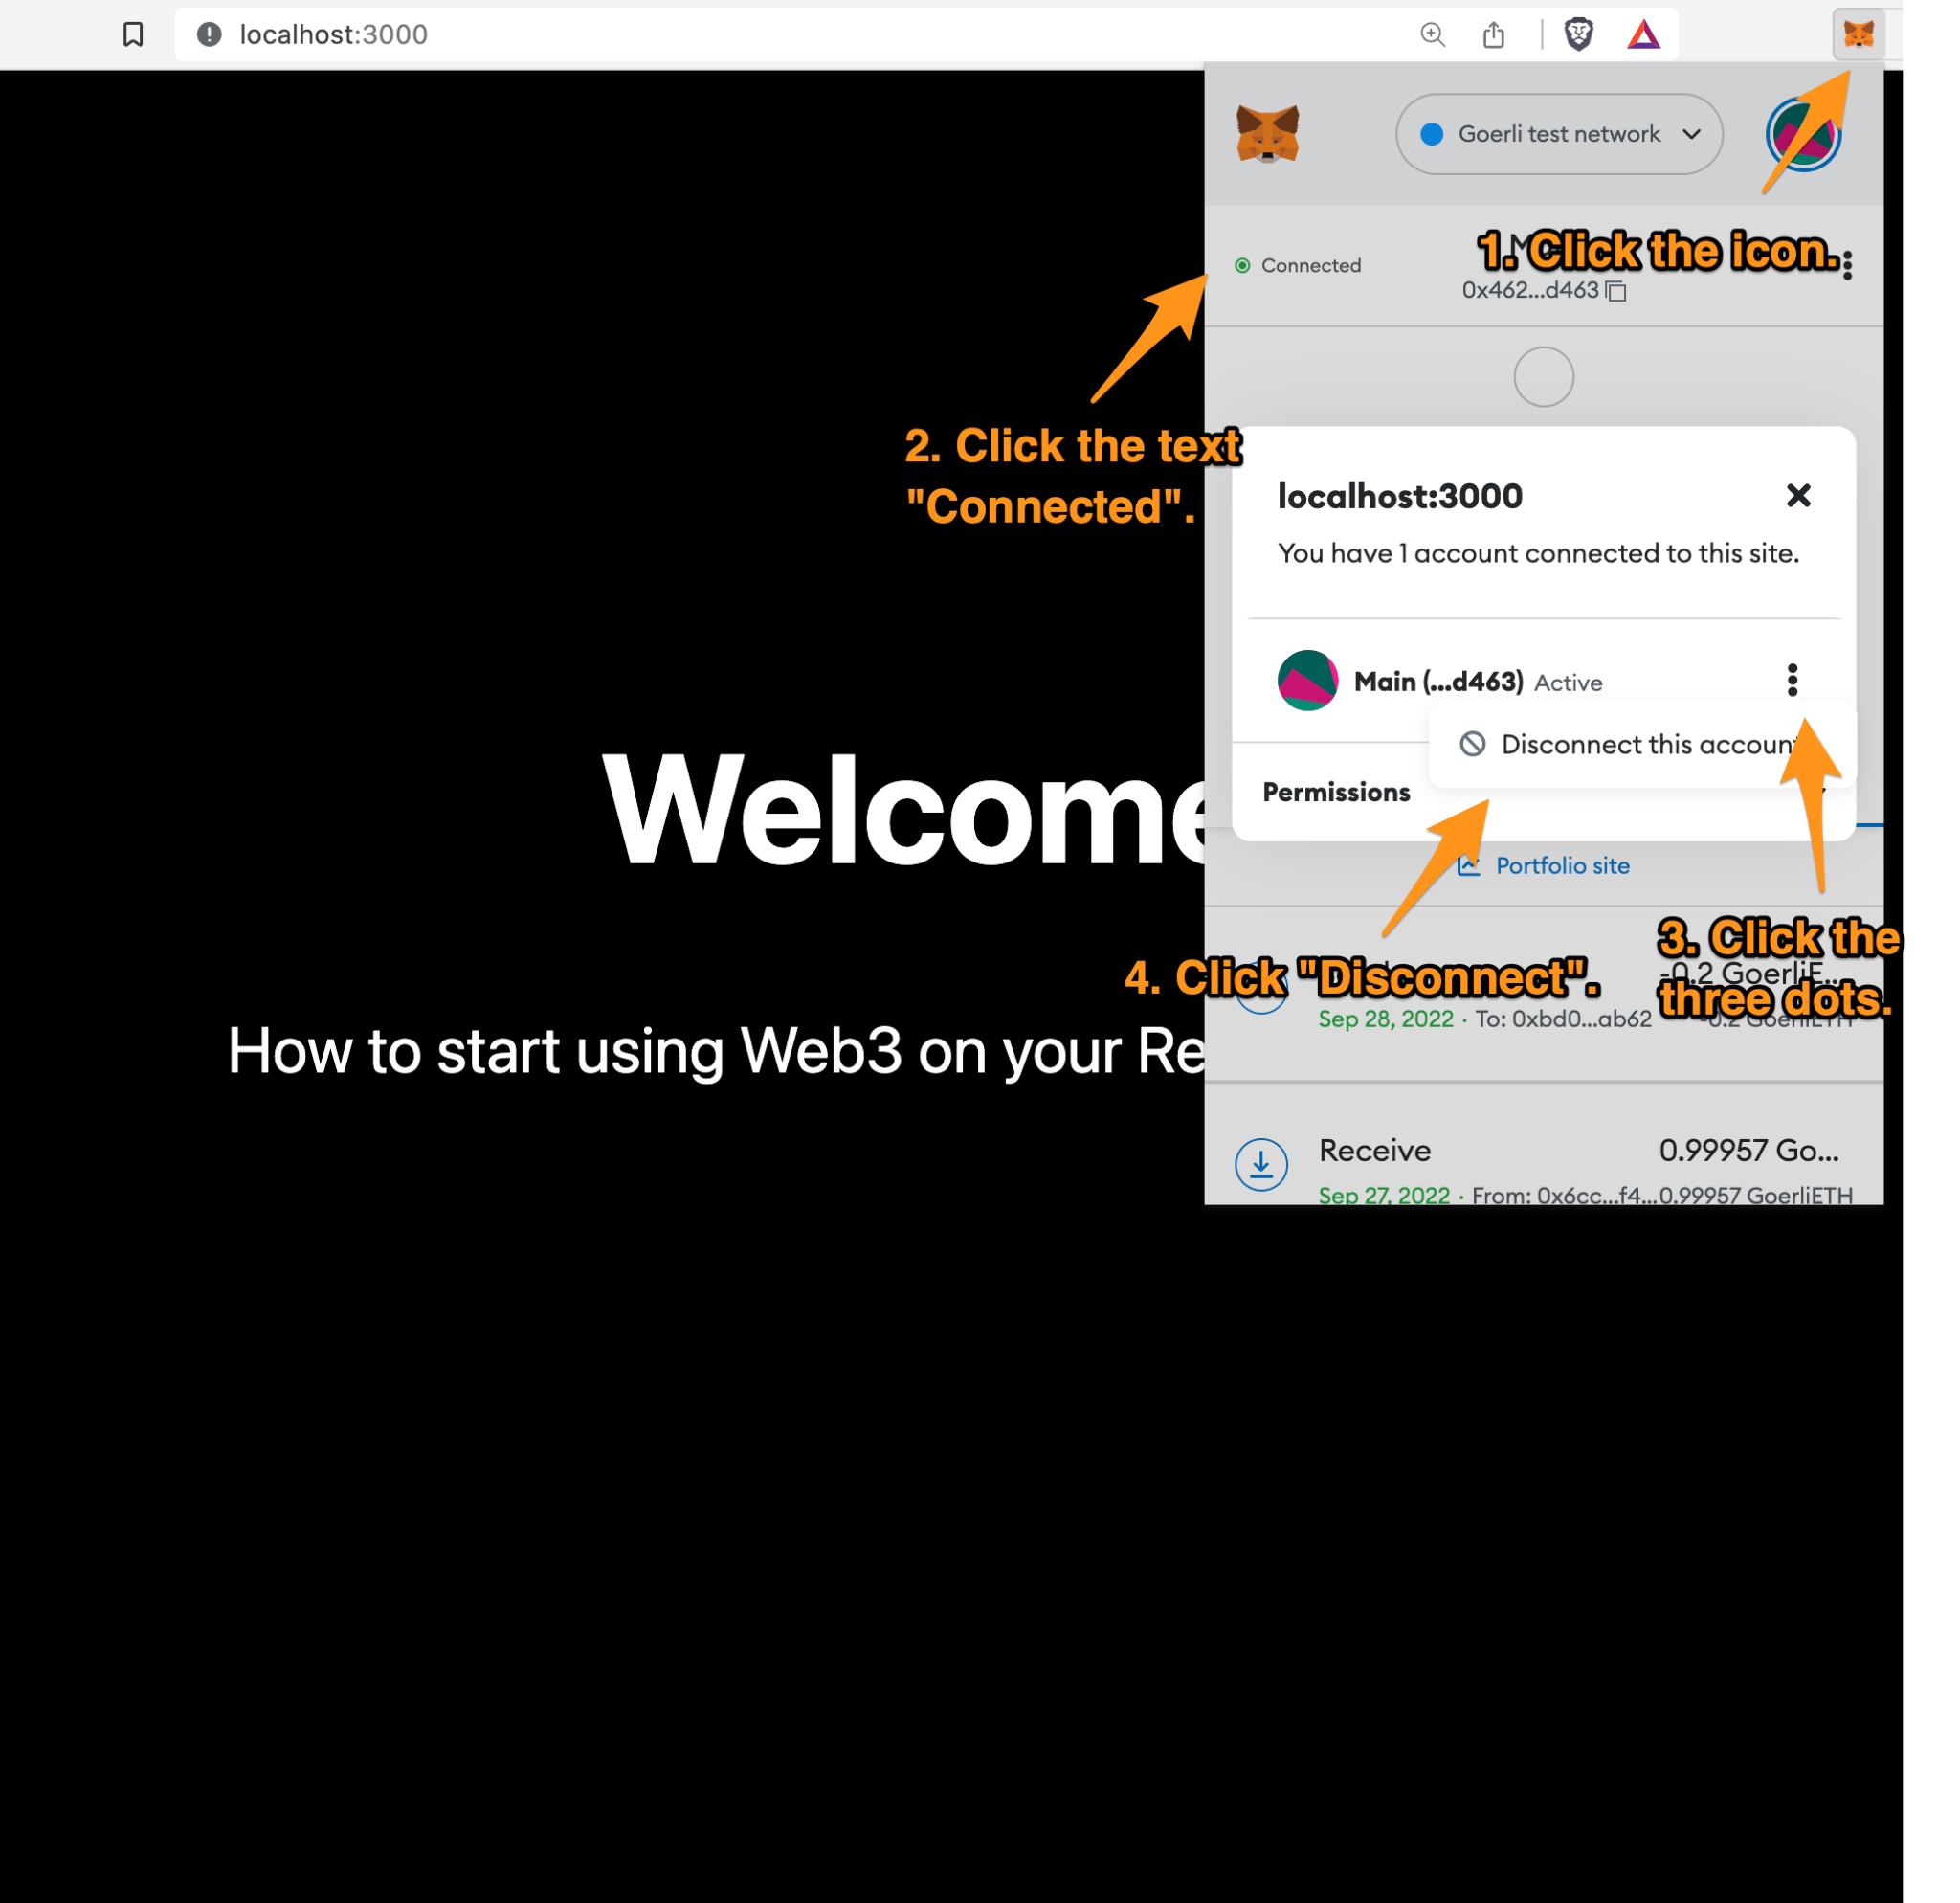 localhost:3000
Goerli test network
Connected
1. Click the icon.
0x462...d463
2. Click the text
"Connected".
localhost:3000
You have 1 account connected to this site.
Main (...d463) Active
Disconnect this account
Permissions
Portfolio site
Welcome
How to start using Web3 on your Re
3. Click the
three dots.
4. Click "Disconnect".
-0.2 GoerliE...
Sep 28, 2022 · To: 0xbd0...ab62
-0.2 GoerliETH
Receive
0.99957 Go...
Sep 27, 2022 · From: 0x6cc...f4...
0.99957 GoerliETH